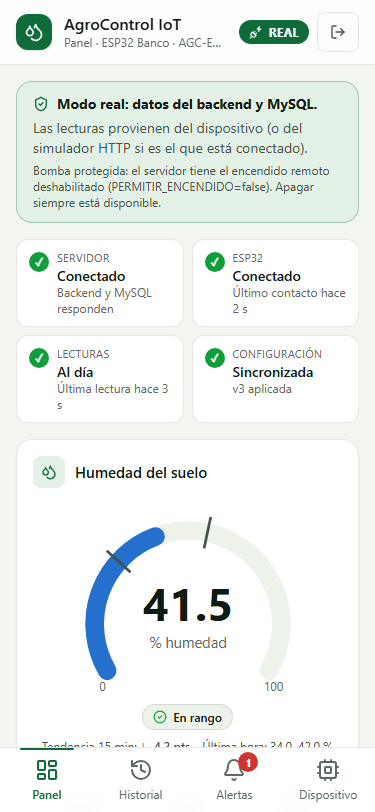 AgroControl IoT
Panel · ESP32 Banco · AGC-E...
REAL
Modo real: datos del backend y MySQL.
Las lecturas provienen del dispositivo (o del
simulador HTTP si es el que está conectado).
Bomba protegida: el servidor tiene el encendido remoto
deshabilitado (PERMITIR_ENCENDIDO=false). Apagar
siempre está disponible.
SERVIDOR
Conectado
Backend y MySQL
responden
ESP32
Conectado
Último contacto hace
2 s
LECTURAS
Al día
Última lectura hace 3
s
CONFIGURACIÓN
Sincronizada
v3 aplicada
Humedad del suelo
41.5
% humedad
0
100
En rango
Panel
Historial
1
Alertas
Dispositivo